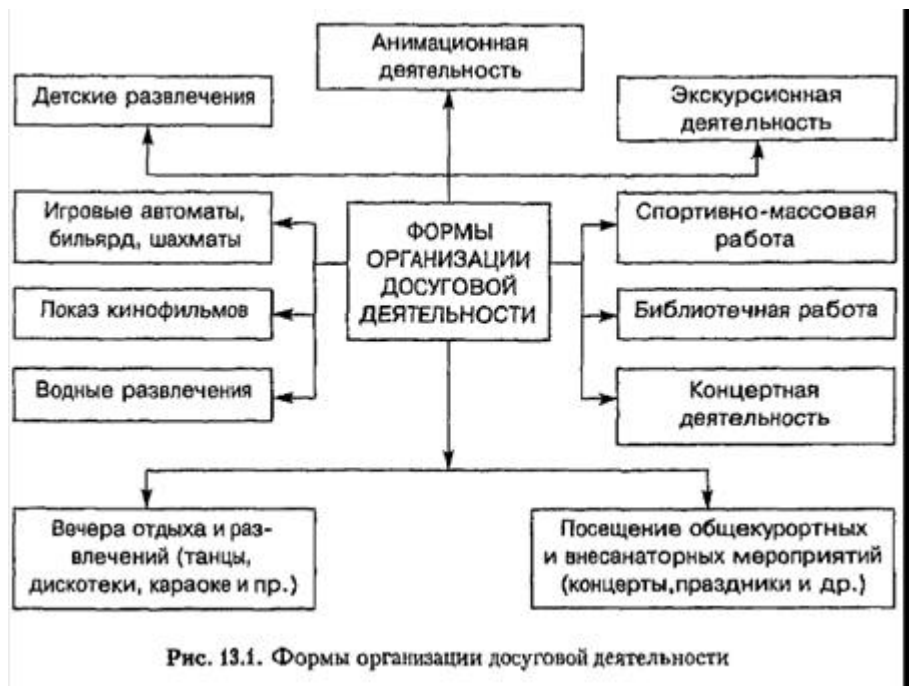 Анимационная
деятельность
Детские развлечения
Экскурсионная
деятельность
Игровые автоматы,
бильярд, шахматы
ФОРМЫ
ОРГАНИЗАЦИИ
ДОСУГОВОЙ
ДЕЯТЕЛЬНОСТИ
Спортивно-массовая
работа
Показ кинофильмов
Библиотечная работа
Водные развлечения
Концертная
деятельность
Вечера отдыха и раз-
влечений (танцы,
дискотеки, караоке и пр.)
Посещение общекурортных
и внесанаторных мероприятий
(концерты,праздники и др.)
Рис. 13.1. Формы организации досуговой деятельности